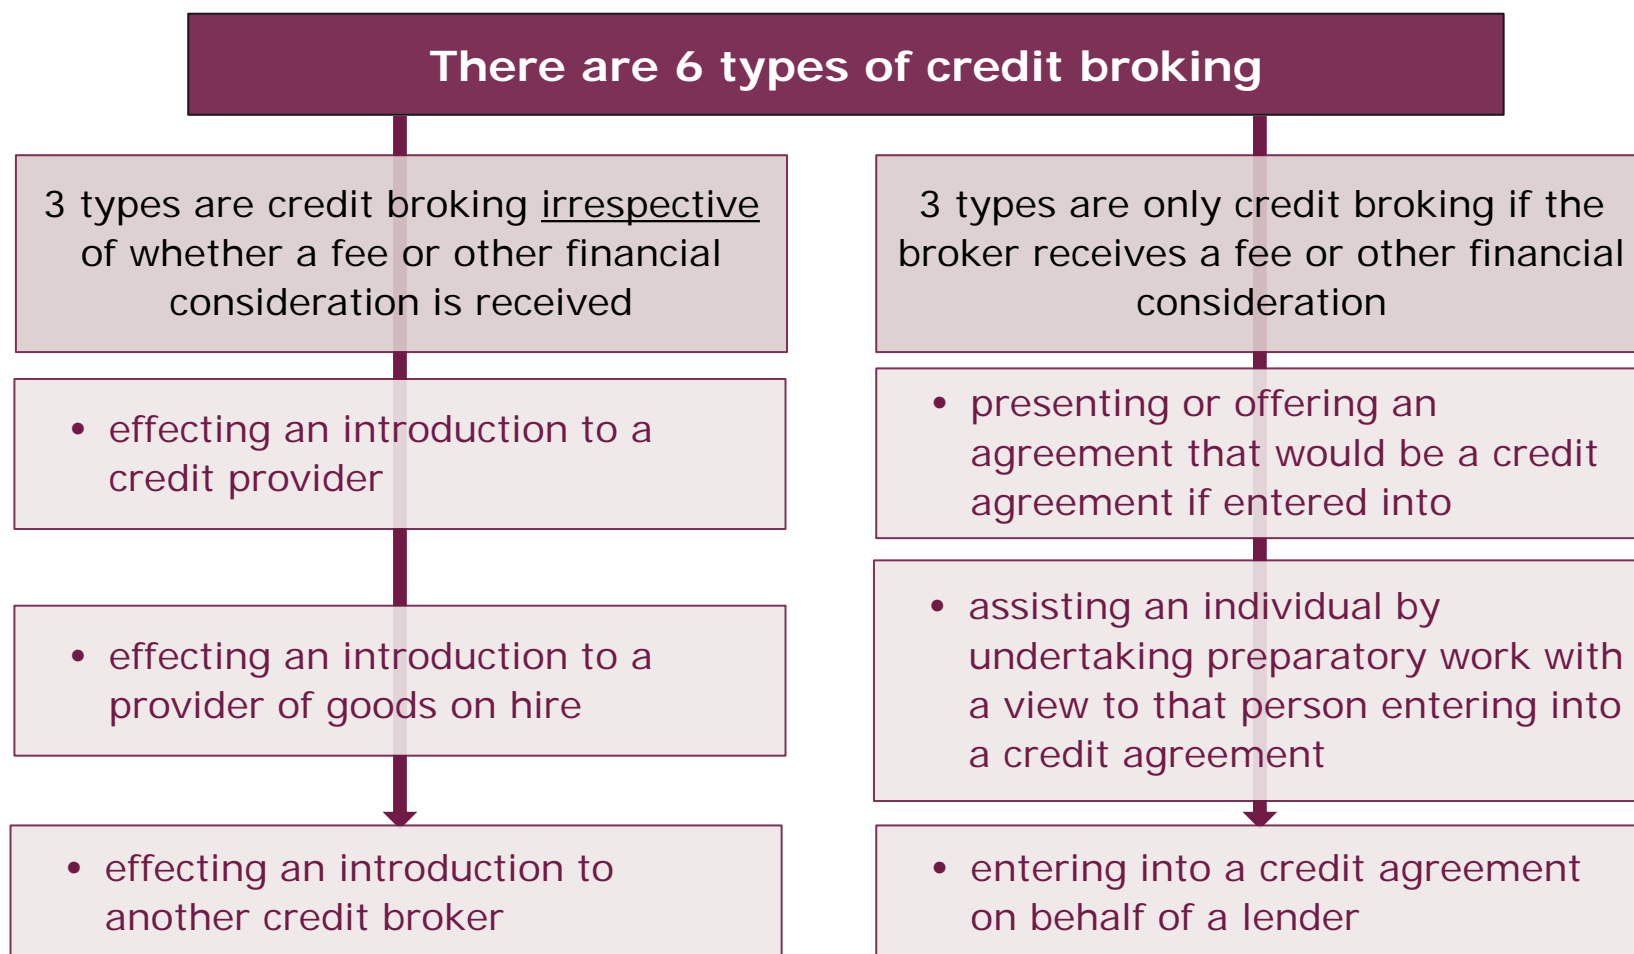 There are 6 types of credit broking
3 types are credit broking irrespective
of whether a fee or other financial
consideration is received
• effecting an introduction to a
credit provider
• effecting an introduction to a
provider of goods on hire
• effecting an introduction to
another credit broker
3 types are only credit broking if the
broker receives a fee or other financial
consideration
• presenting or offering an
agreement that would be a credit
agreement if entered into
• assisting an individual by
undertaking preparatory work with
a view to that person entering into
a credit agreement
• entering into a credit agreement
on behalf of a lender